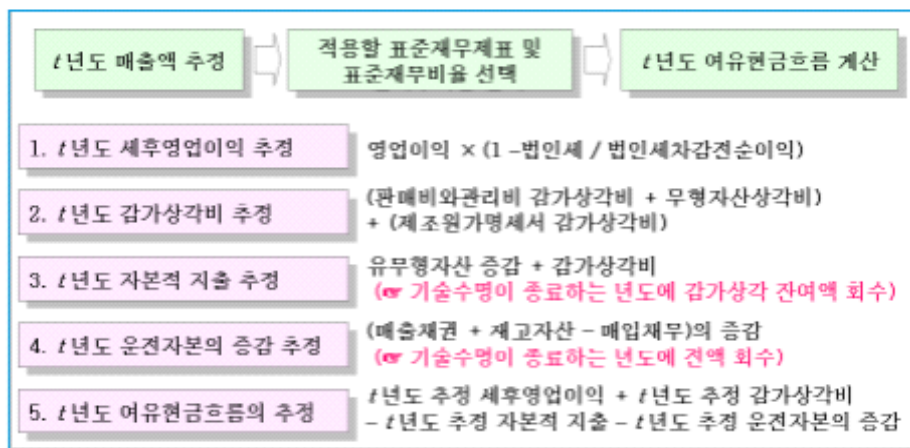 t년도 매출액 추정
적용할 표준재무제표 및
표준재무비율 선택
t년도 여유현금흐름 계산
1. t년도 세후영업이익 추정
영업이익 × (1 -법인세 / 법인세차감전순이익)
2. t년도 감가상각비 추정
(판매비와관리비 감가상각비 + 무형자산상각비)
+ (제조원가명세서 감가상각비)
3. t년도 자본적 지출 추정
유무형자산 증감 + 감가상각비
(☞ 기술수명이 종료하는 년도에 감가상각 잔여액 회수)
4. t년도 운전자본의 증감 추정
(매출채권 + 재고자산 - 매입채무)의 증감
(☞ 기술수명이 종료하는 년도에 전액 회수)
5. t년도 여유현금흐름의 추정
t년도 추정 세후영업이익 + t년도 추정 감가상각비
- t년도 추정 자본적 지출 - t년도 추정 운전자본의 증감